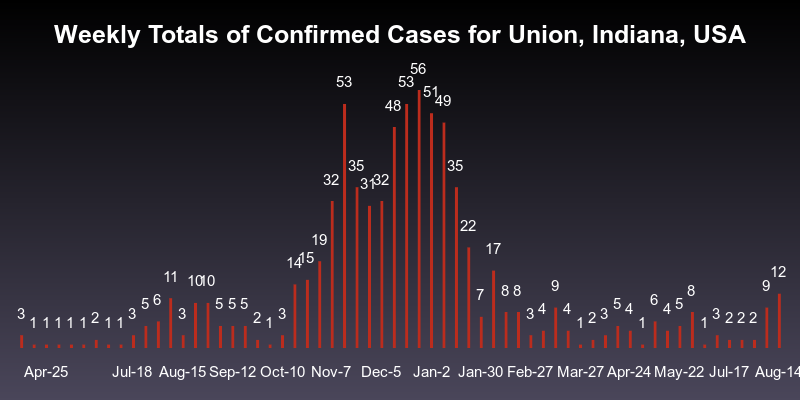 Weekly Totals of Confirmed Cases for Union, Indiana, USA
3 1 1 1 1 1 2 1 1 3 5 6 11 3 10 10 5 5 5 2 1 3 14 15 19 32 53 35 31 32 48 53 56 51 49 35 22 7 17 8 8 3 4 9 4 1 2 3 5 4 1 6 4 5 8 1 3 2 2 2 9 12
Apr-25 Jul-18 Aug-15 Sep-12 Oct-10 Nov-7 Dec-5 Jan-2 Jan-30 Feb-27 Mar-27 Apr-24 May-22 Jul-17 Aug-14